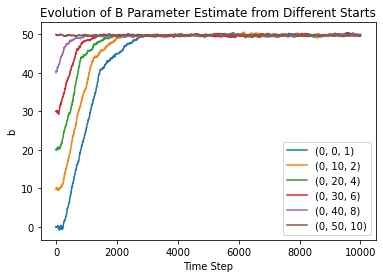 Evolution of B Parameter Estimate from Different Starts
50
40
30
20
10
0
b
0
2000
4000
6000
8000
10000
Time Step
(0, 0, 1)
(0, 10, 2)
(0, 20, 4)
(0, 30, 6)
(0, 40, 8)
(0, 50, 10)